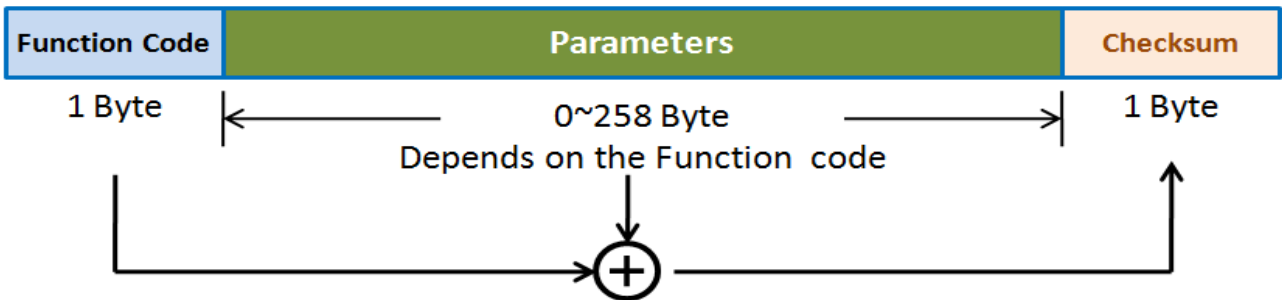 Function Code Parameters Checksum
1 Byte 0~258 Byte 1 Byte
Depends on the Function code